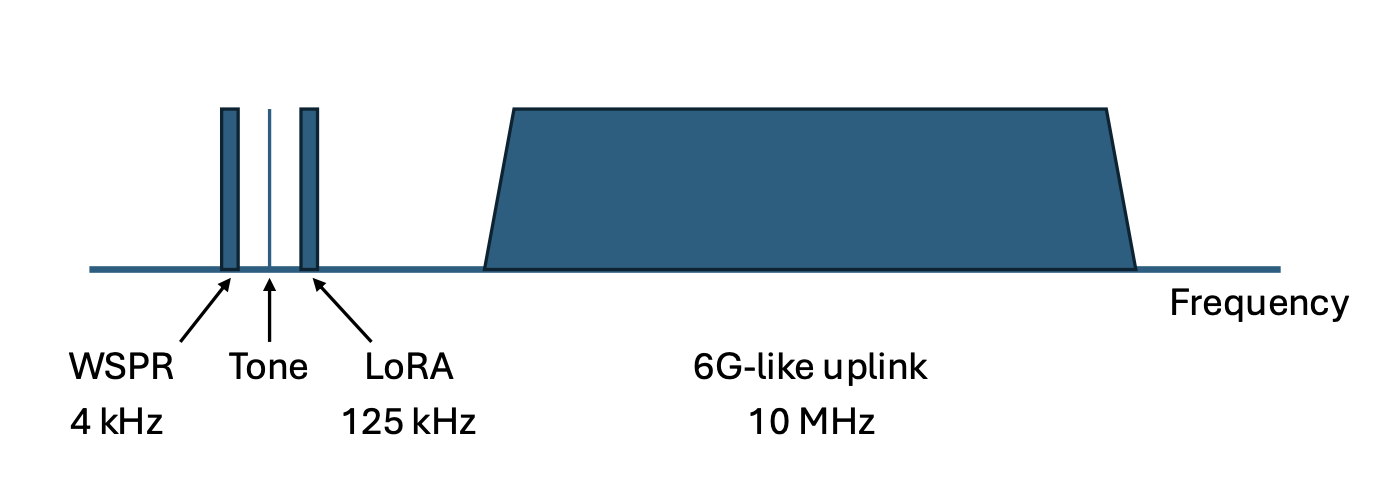 Frequency
WSPR
4 kHz
Tone
LoRA
125 kHz
6G-like uplink
10 MHz